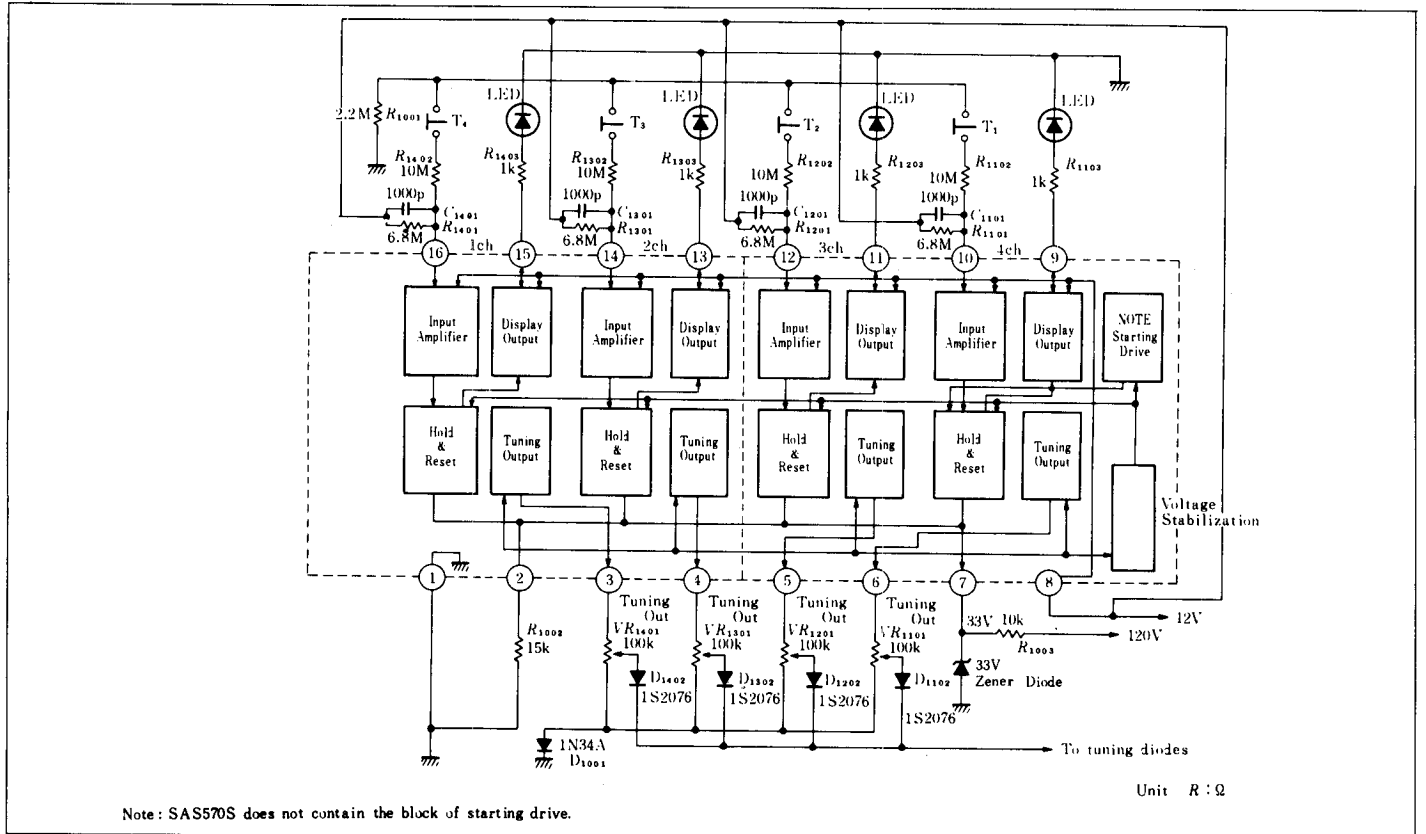 LED
LED
LED
LED
2.2M
R1001
T4
T3
T2
T1
R1402
10M
R1403
1k
R1302
10M
R1303
1k
R1202
10M
R1203
1k
R1102
10M
R1103
1k
1000p
C1401
R1401
6.8M
1000p
C1301
R1301
6.8M
1000p
C1201
R1201
6.8M
1000p
C1101
R1101
6.8M
16
1ch
15
14
2ch
13
12
3ch
11
10
4ch
9
Input
Amplifier
Display
Output
Input
Amplifier
Display
Output
Input
Amplifier
Display
Output
Input
Amplifier
Display
Output
NOTE
Starting
Drive
Hold
&
Reset
Tuning
Output
Hold
&
Reset
Tuning
Output
Hold
&
Reset
Tuning
Output
Hold
&
Reset
Tuning
Output
Voltage
Stabilization
1
2
3
4
5
6
7
8
R1002
15k
Tuning
Out
VR1401
100k
D1402
1S2076
Tuning
Out
VR1301
100k
D1302
1S2076
Tuning
Out
VR1201
100k
D1202
1S2076
Tuning
Out
VR1101
100k
D1102
1S2076
33V
10k
R1003
12V
120V
33V
Zener Diode
1N34A
D1001
To tuning diodes
Unit R : Ω
Note : SAS570S does not contain the block of starting drive.